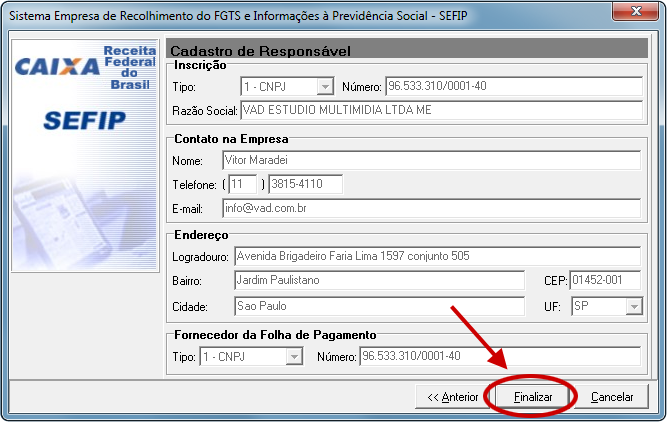 Sistema Empresa de Recolhimento do FGTS e Informações à Previdência Social - SEFIP
CAIXA Receita Federal do Brasil
SEFIP
Cadastro de Responsável
Inscrição
Tipo: 1 - CNPJ Número: 96.533.310/0001-40
Razão Social: VAD ESTUDIO MULTIMIDIA LTDA ME
Contato na Empresa
Nome: Vitor Maradei
Telefone: ( 11 ) 3815-4110
E-mail: info@vad.com.br
Endereço
Logradouro: Avenida Brigadeiro Faria Lima 1597 conjunto 505
Bairro: Jardim Paulistano CEP: 01452-001
Cidade: Sao Paulo UF: SP
Fornecedor da Folha de Pagamento
Tipo: 1 - CNPJ Número: 96.533.310/0001-40
<< Anterior Finalizar Cancelar